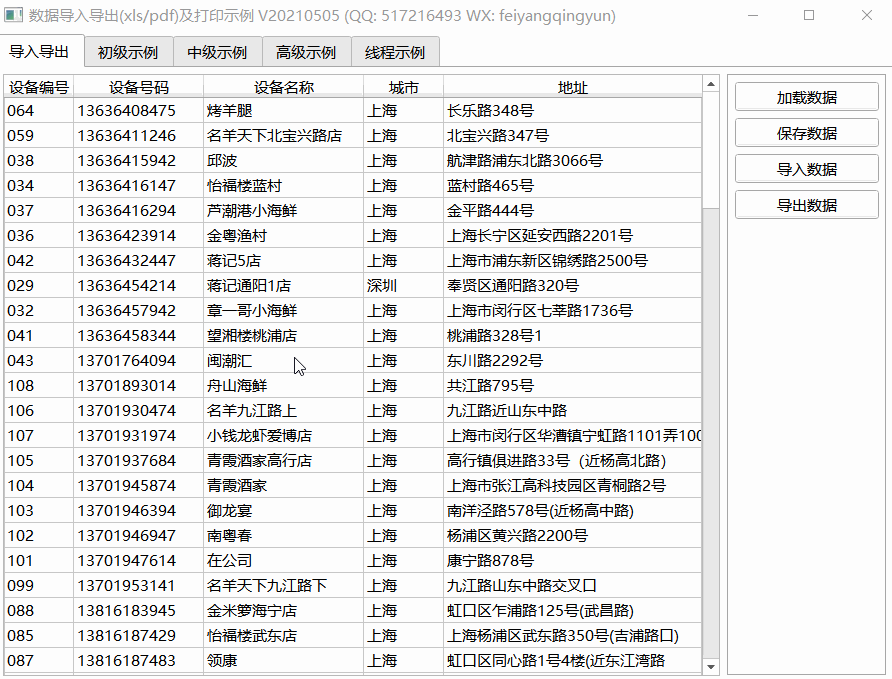 数据导入导出(xls/pdf)及打印示例 V20210505 (QQ: 517216493 WX: feiyangqingyun)
导入导出 初级示例 中级示例 高级示例 线程示例
设备编号 设备号码 设备名称 城市 地址
064 13636408475 烤羊腿 上海 长乐路348号
059 13636411246 名羊天下北宝兴路店 上海 北宝兴路347号
038 13636415942 邱波 上海 航津路浦东北路3066号
034 13636416147 怡福楼蓝村 上海 蓝村路465号
037 13636416294 芦潮港小海鲜 上海 金平路444号
036 13636423914 金粤渔村 上海 上海长宁区延安西路2201号
042 13636432447 蒋记5店 上海 上海市浦东新区锦绣路2500号
029 13636454214 蒋记通阳1店 深圳 奉贤区通阳路320号
032 13636457942 章一哥小海鲜 上海 上海市闵行区七莘路1736号
041 13636458344 望湘楼桃浦店 上海 桃浦路328号1
043 13701764094 闽潮汇 上海 东川路2292号
108 13701893014 舟山海鲜 上海 共江路795号
106 13701930474 名羊九江路上 上海 九江路近山东中路
107 13701931974 小钱龙虾爱博店 上海 上海市闵行区华漕镇宁虹路1101弄100
105 13701937684 青霞酒家高行店 上海 高行镇俱进路33号（近杨高北路）
104 13701945874 青霞酒家 上海 上海市张江高科技园区青桐路2号
103 13701946394 御龙宴 上海 南洋泾路578号(近杨高中路)
102 13701946947 南粤春 上海 杨浦区黄兴路2200号
101 13701947614 在公司 上海 康宁路878号
099 13701953141 名羊天下九江路下 上海 九江路山东中路交叉口
088 13816183945 金米箩海宁店 上海 虹口区乍浦路125号(武昌路)
085 13816187429 怡福楼武东店 上海 上海杨浦区武东路350号(吉浦路口)
087 13816187483 领康 上海 虹口区同心路1号4楼(近东江湾路
加载数据
保存数据
导入数据
导出数据